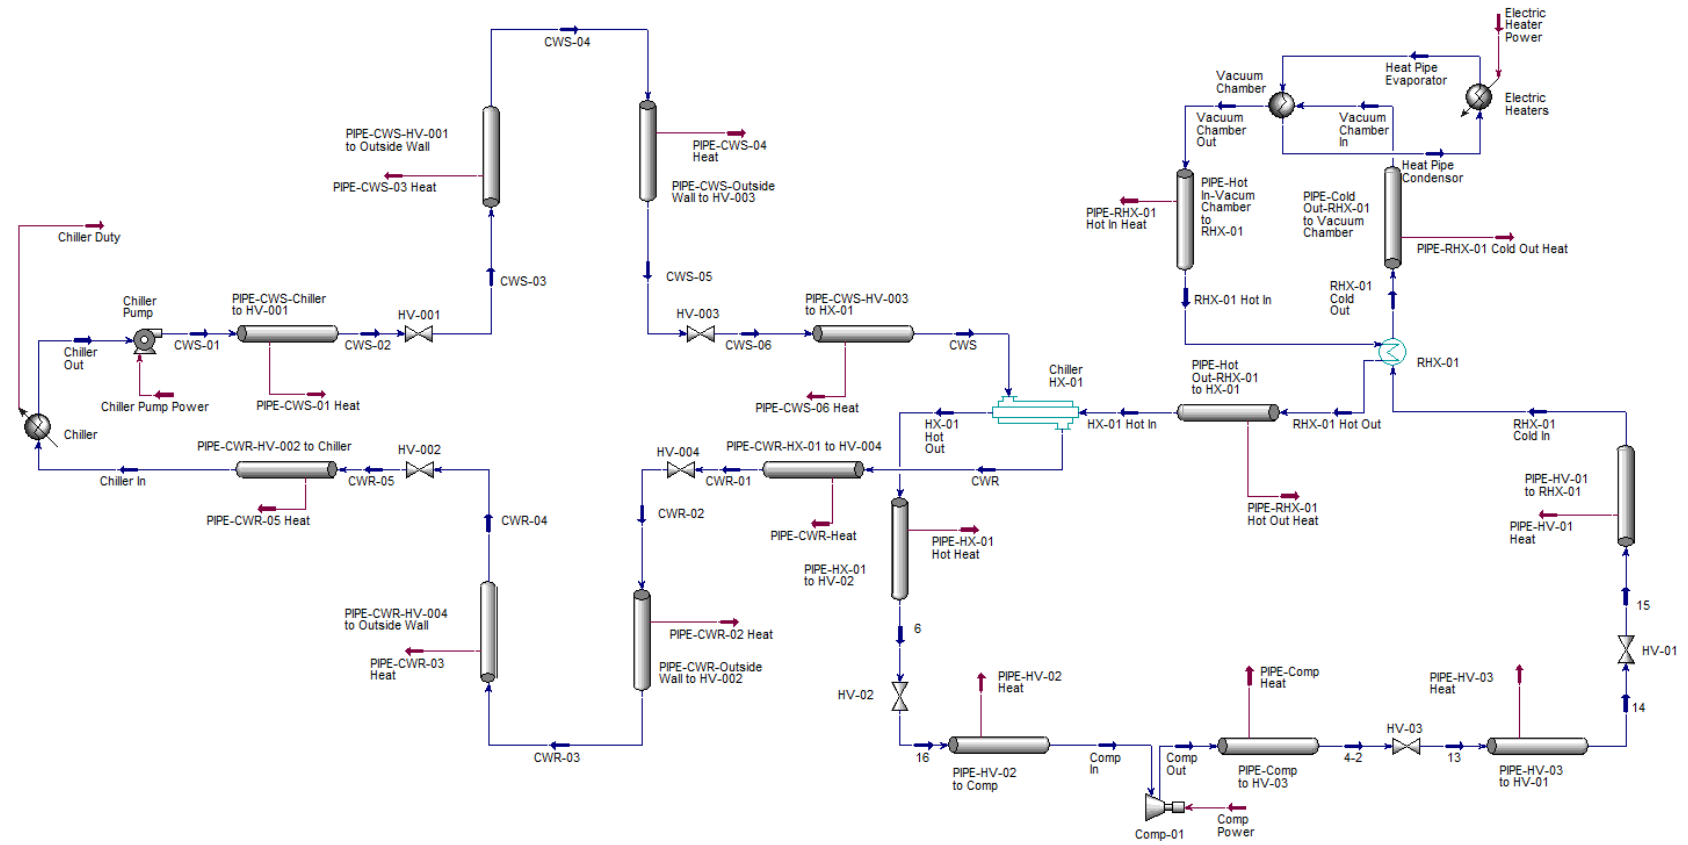 CWS-04
PIPE-CWS-HV-001
to Outside Wall
PIPE-CWS-03 Heat
PIPE-CWS-04
Heat
PIPE-CWS-Outside
Wall to HV-003
Chiller Duty
CWS-03
CWS-05
Chiller
Pump
PIPE-CWS-Chiller
to HV-001
HV-001
CWS-01
CWS-02
Chiller
Out
Chiller Pump Power
PIPE-CWS-01 Heat
Chiller
HV-003
CWS-06
PIPE-CWS-HV-003
to HX-01
CWS
PIPE-CWS-06 Heat
Chiller
HX-01
HX-01
Hot
Out
HX-01 Hot In
PIPE-CWR-HV-002 to Chiller
HV-002
Chiller In
CWR-05
PIPE-CWR-05 Heat
CWR-04
PIPE-CWR-HX-01 to HV-004
HV-004
CWR-01
CWR
CWR-02
PIPE-CWR-Heat
PIPE-CWR-HV-004
to Outside Wall
PIPE-CWR-03
Heat
PIPE-CWR-02 Heat
PIPE-CWR-Outside
Wall to HV-002
CWR-03
Electric
Heater
Power
Heat Pipe
Evaporator
Vacuum
Chamber
Electric
Heaters
Vacuum
Chamber
Out
Vacuum
Chamber
In
Heat Pipe
Condensor
PIPE-Hot
In-Vacum
Chamber
to
RHX-01
PIPE-RHX-01
Hot In Heat
PIPE-Cold
Out-RHX-01
to Vacuum
Chamber
PIPE-RHX-01 Cold Out Heat
RHX-01 Hot In
RHX-01
Cold
Out
RHX-01
PIPE-Hot
Out-RHX-01
to HX-01
RHX-01 Hot Out
RHX-01
Cold In
PIPE-RHX-01
Hot Out Heat
PIPE-HV-01
to RHX-01
PIPE-HV-01
Heat
PIPE-HX-01
Hot Heat
PIPE-HX-01
to HV-02
6
15
HV-01
HV-02
PIPE-HV-02
Heat
PIPE-Comp
Heat
PIPE-HV-03
Heat
14
16
PIPE-HV-02
to Comp
Comp
In
Comp
Out
PIPE-Comp
to HV-03
4-2
HV-03
13
PIPE-HV-03
to HV-01
Comp-01
Comp
Power